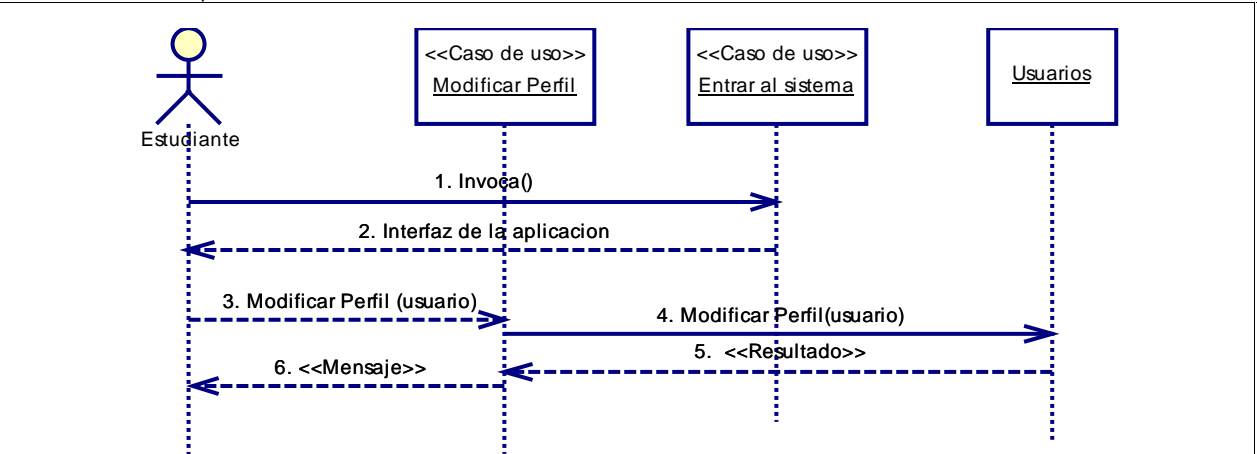 <<Caso de uso>>
Modificar Perfil
<<Caso de uso>>
Entrar al sistema
Usuarios
Estudiante
1. Invoca()
2. Interfaz de la aplicacion
3. Modificar Perfil (usuario)
4. Modificar Perfil(usuario)
5. <<Resultado>>
6. <<Mensaje>>